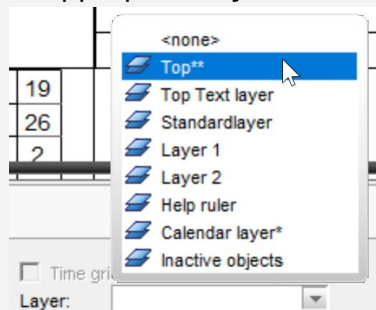 <none>
Top**
Top Text layer
19
Standardlayer
26
Layer 1
2
Layer 2
Help ruler
Calendar layer*
Inactive objects
Time gri
Layer: